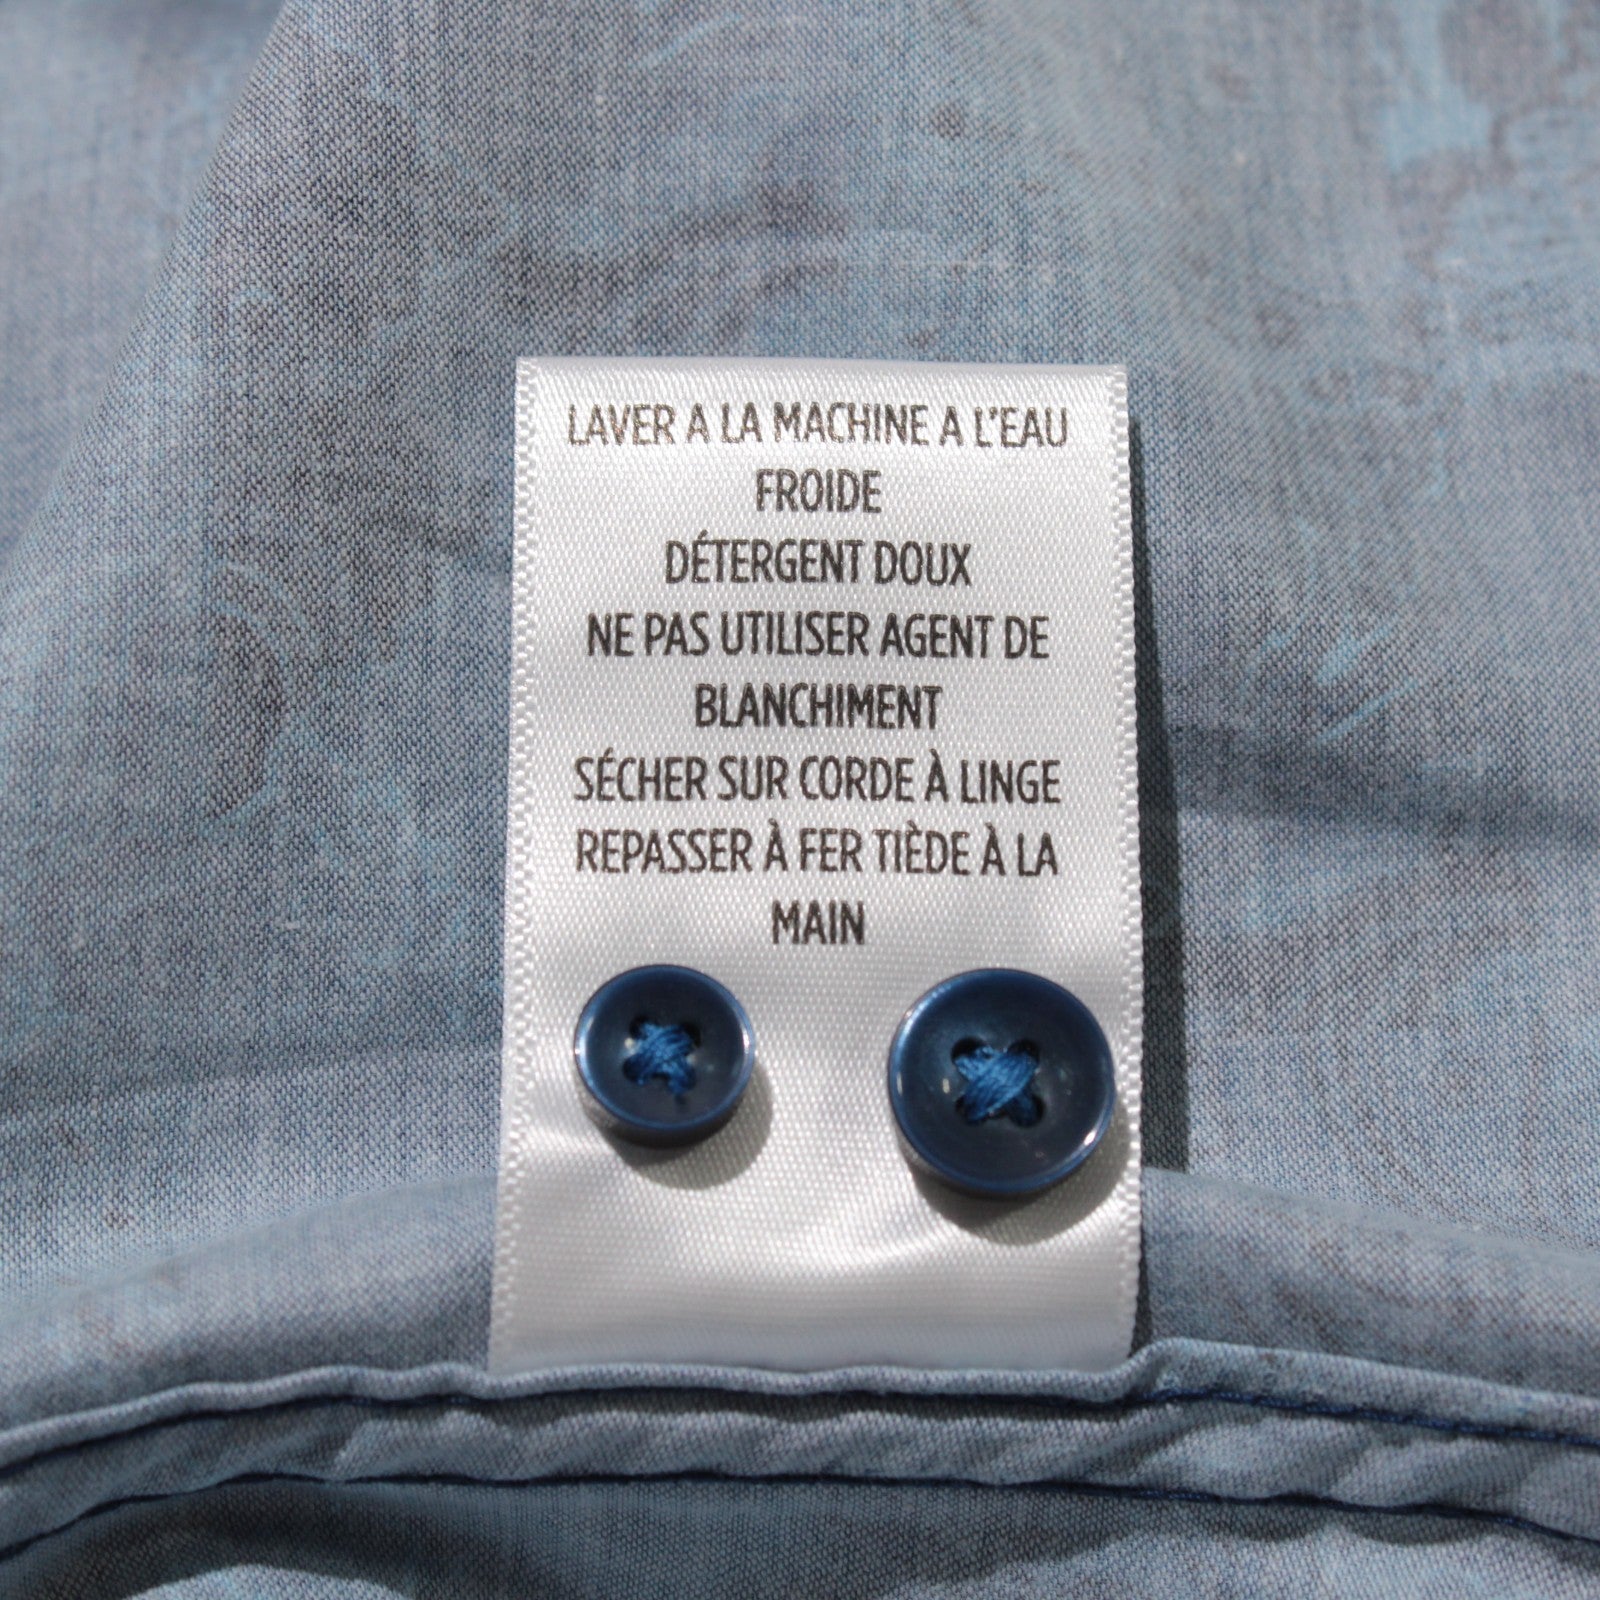 LAVER A LA MACHINE A L'EAU
FROIDE
DÉTERGENT DOUX
NE PAS UTILISER AGENT DE
BLANCHIMENT
SÉCHER SUR CORDE À LINGE
REPASSER À FER TIÈDE À LA
MAIN